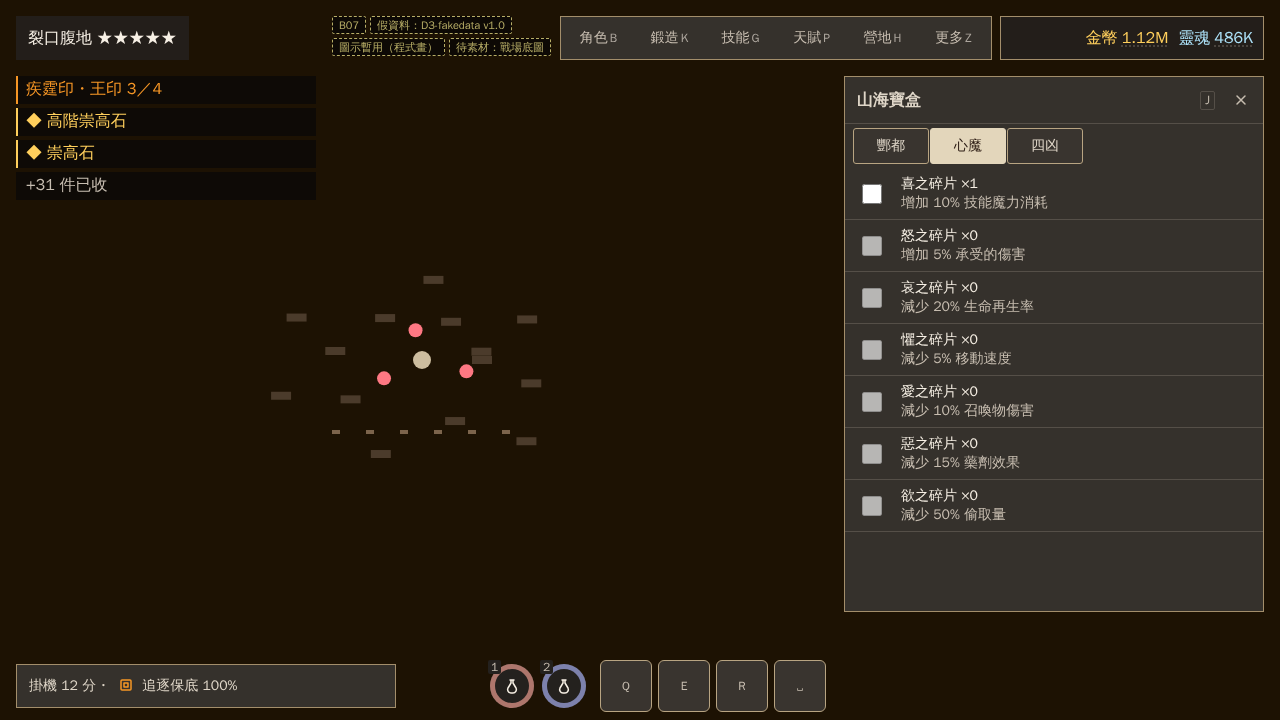 裂口腹地 ★★★★★
B07 假資料：D3-fakedata v1.0
圖示暫用（程式畫） 待素材：戰場底圖
角色B 鍛造K 技能G 天賦P 營地H 更多Z
金幣 1.12M 靈魂 486K
疾霆印・王印 3／4
◆ 高階崇高石
◆ 崇高石
+31 件已收
山海寶盒 J ×
酆都 心魔 四凶
喜之碎片 ×1
增加 10% 技能魔力消耗
怒之碎片 ×0
增加 5% 承受的傷害
哀之碎片 ×0
減少 20% 生命再生率
懼之碎片 ×0
減少 5% 移動速度
愛之碎片 ×0
減少 10% 召喚物傷害
惡之碎片 ×0
減少 15% 藥劑效果
欲之碎片 ×0
減少 50% 偷取量
掛機 12 分・ 追逐保底 100%
1 2 Q E R ⎵